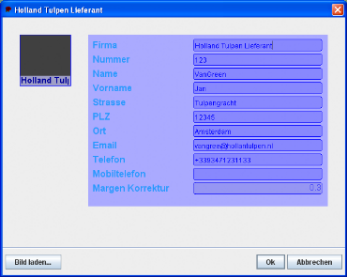 Holland Tulpen Lieferant
Holland Tulp
Firma Holland Tulpen Lieferant
Nummer 123
Name VanGreen
Vorname Jan
Strasse Tulpengracht
PLZ 12345
Ort Amsterdam
Email vangreen@hollandtulpen.nl
Telefon
Mobiltelefon
Margen Korrektur 0.3
Bild laden... Ok Abbrechen